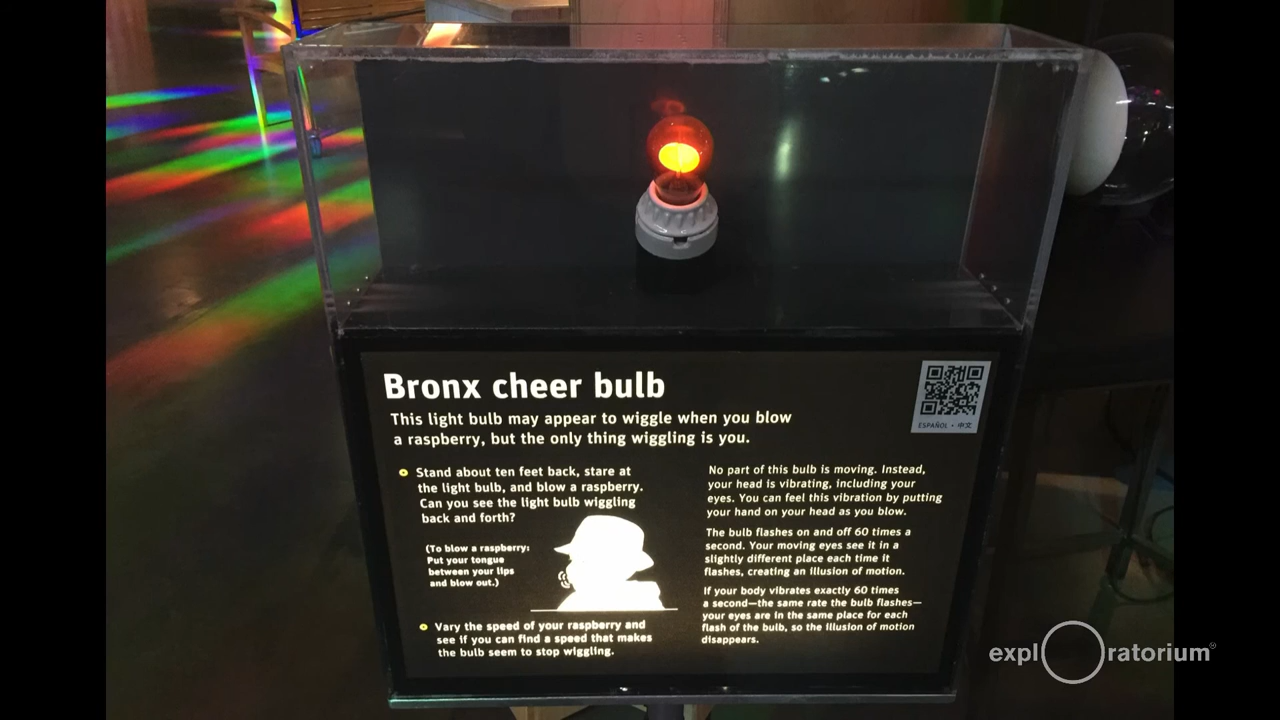 Bronx cheer bulb
This light bulb may appear to wiggle when you blow
a raspberry, but the only thing wiggling is you.
ESPAÑOL • 中文
Stand about ten feet back, stare at
the light bulb, and blow a raspberry.
Can you see the light bulb wiggling
back and forth?
(To blow a raspberry:
Put your tongue
between your lips
and blow out.)
Vary the speed of your raspberry and
see if you can find a speed that makes
the bulb seem to stop wiggling.
No part of this bulb is moving. Instead,
your head is vibrating, including your
eyes. You can feel this vibration by putting
your hand on your head as you blow.
The bulb flashes on and off 60 times a
second. Your moving eyes see it in a
slightly different place each time it
flashes, creating an illusion of motion.
If your body vibrates exactly 60 times
a second—the same rate the bulb flashes—
your eyes are in the same place for each
flash of the bulb, so the illusion of motion
disappears.
exploratorium®